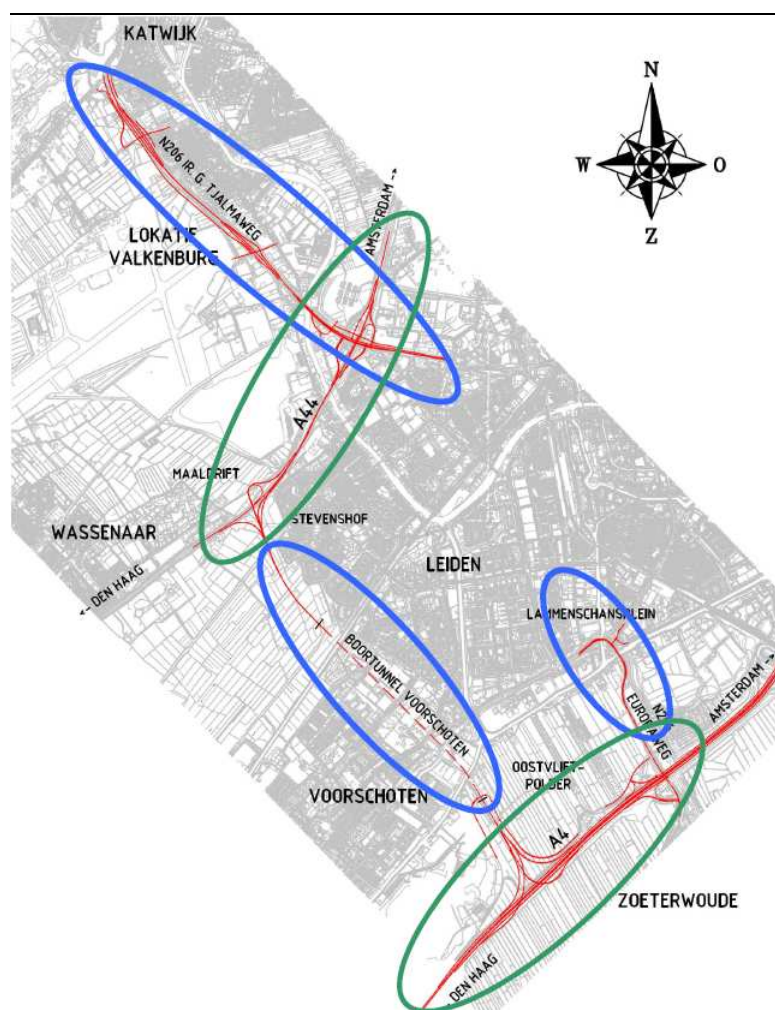 KATWIJK
N
W
O
Z
N206 IR. G. TJALMAWEG
AMSTERDAM -->
LOKATIE
VALKENBURG
A44
MAALDRIFT
STEVENSHOF
WASSENAAR
<-- DEN HAAG
LEIDEN
LAMMENSCHANSPLEIN
BOORTUNNEL VOORSCHOTEN
AMSTERDAM -->
EUROPAWEG
OOSTVLIET-
POLDER
VOORSCHOTEN
A4
ZOETERWOUDE
<-- DEN HAAG